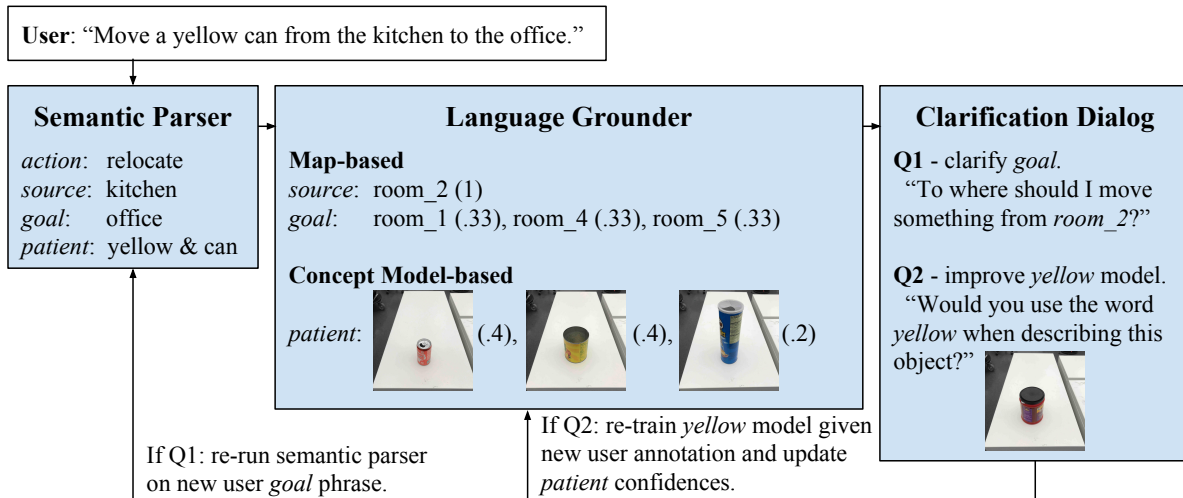 User: “Move a yellow can from the kitchen to the office.”
Semantic Parser
action: relocate
source: kitchen
goal: office
patient: yellow & can
Language Grounder
Map-based
source: room_2 (1)
goal: room_1 (.33), room_4 (.33), room_5 (.33)
Concept Model-based
patient: (.4), (.4), (.2)
Clarification Dialog
Q1 - clarify goal.
“To where should I move
something from room_2?”
Q2 - improve yellow model.
“Would you use the word
yellow when describing this
object?”
If Q1: re-run semantic parser
on new user goal phrase.
If Q2: re-train yellow model given
new user annotation and update
patient confidences.